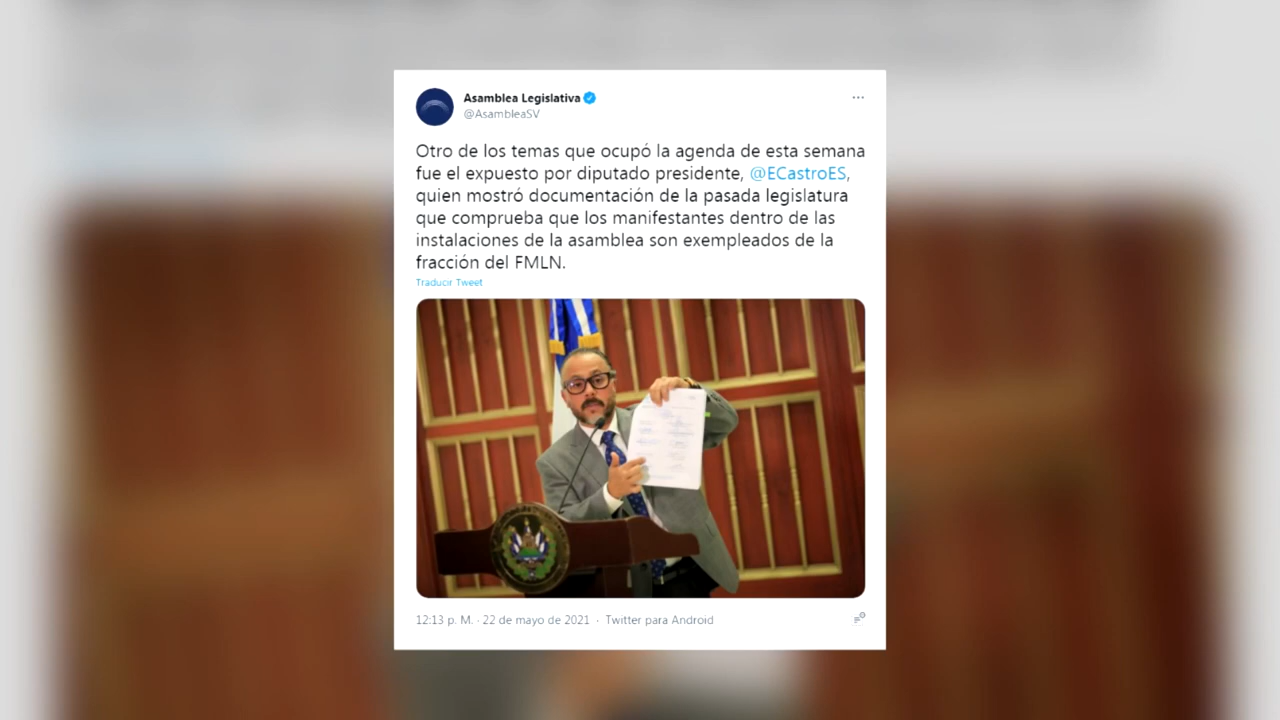 Asamblea Legislativa
@AsambleaSV
Otro de los temas que ocupó la agenda de esta semana
fue el expuesto por diputado presidente, @ECastroES,
quien mostró documentación de la pasada legislatura
que comprueba que los manifestantes dentro de las
instalaciones de la asamblea son exempleados de la
fracción del FMLN.
Traducir Tweet
12:13 p. M. · 22 de mayo de 2021 · Twitter para Android